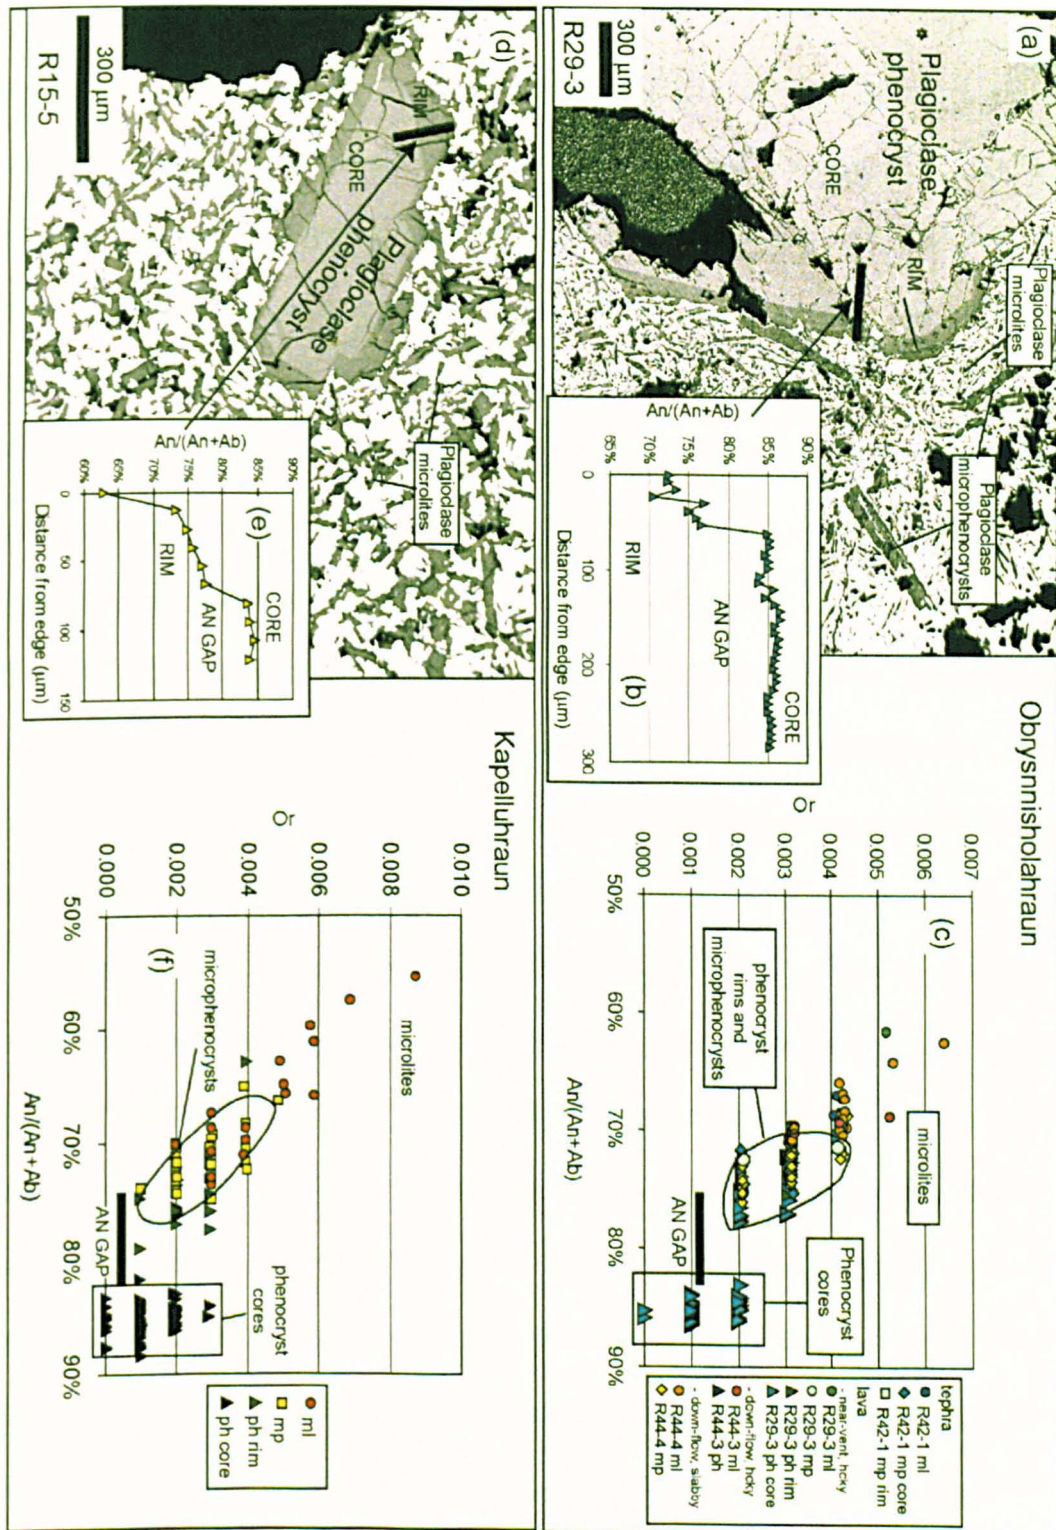 Obrysnnisholahraun
(a)
Plagioclase
phenocryst
CORE
RIM
Plagioclase
microlites
Plagioclase
microphenocrysts
300 µm
R29-3
An/(An+Ab)
90%
85%
80%
75%
70%
65%
CORE
(b)
AN GAP
RIM
0
100
200
300
Distance from edge (µm)
(c)
Or
0.007
0.006
0.005
0.004
0.003
0.002
0.001
0.000
microlites
phenocryst
rims and
microphenocrysts
AN GAP
Phenocryst
cores
50%
60%
70%
80%
90%
An/(An+Ab)
tephra
R42-1 ml
R42-1 mp core
R42-1 mp rim
lava
- near-vent, hcky
R29-3 ml
R29-3 mp
R29-3 ph rim
R29-3 ph core
- down-flow, hcky
R44-3 ml
R44-3 ph
- down-flow, slabby
R44-4 ml
R44-4 mp
Kapelluhraun
(d)
Plagioclase
phenocryst
RIM
CORE
Plagioclase
microlites
300 µm
R15-5
An/(An+Ab)
90%
85%
80%
75%
70%
65%
60%
(e)
CORE
AN GAP
RIM
0
50
100
150
Distance from edge (µm)
Or
0.010
0.008
0.006
0.004
0.002
0.000
microlites
microphenocrysts
(f)
phenocryst
cores
AN GAP
50%
60%
70%
80%
90%
An/(An+Ab)
ml
mp
ph rim
ph core